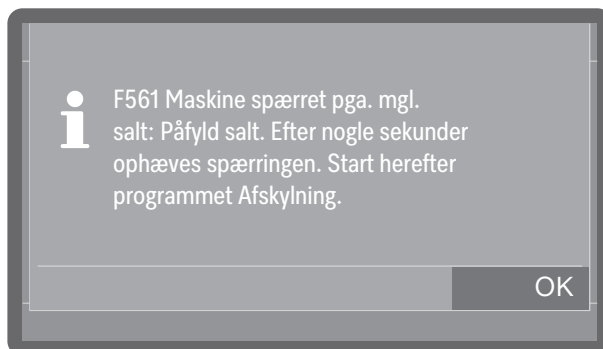 F561 Maskine spærret pga. mgl.
salt: Påfyld salt. Efter nogle sekunder
ophæves spærringen. Start herefter
programmet Afskylning.
OK